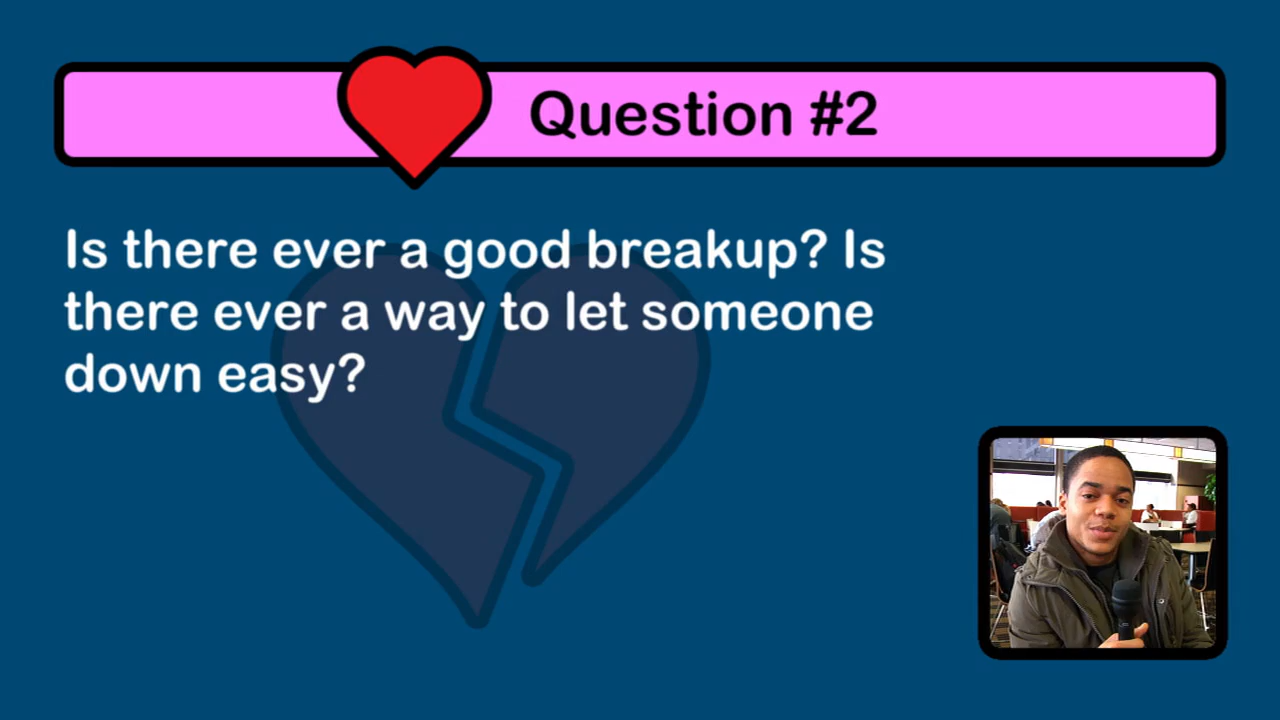 Question #2
Is there ever a good breakup? Is
there ever a way to let someone
down easy?